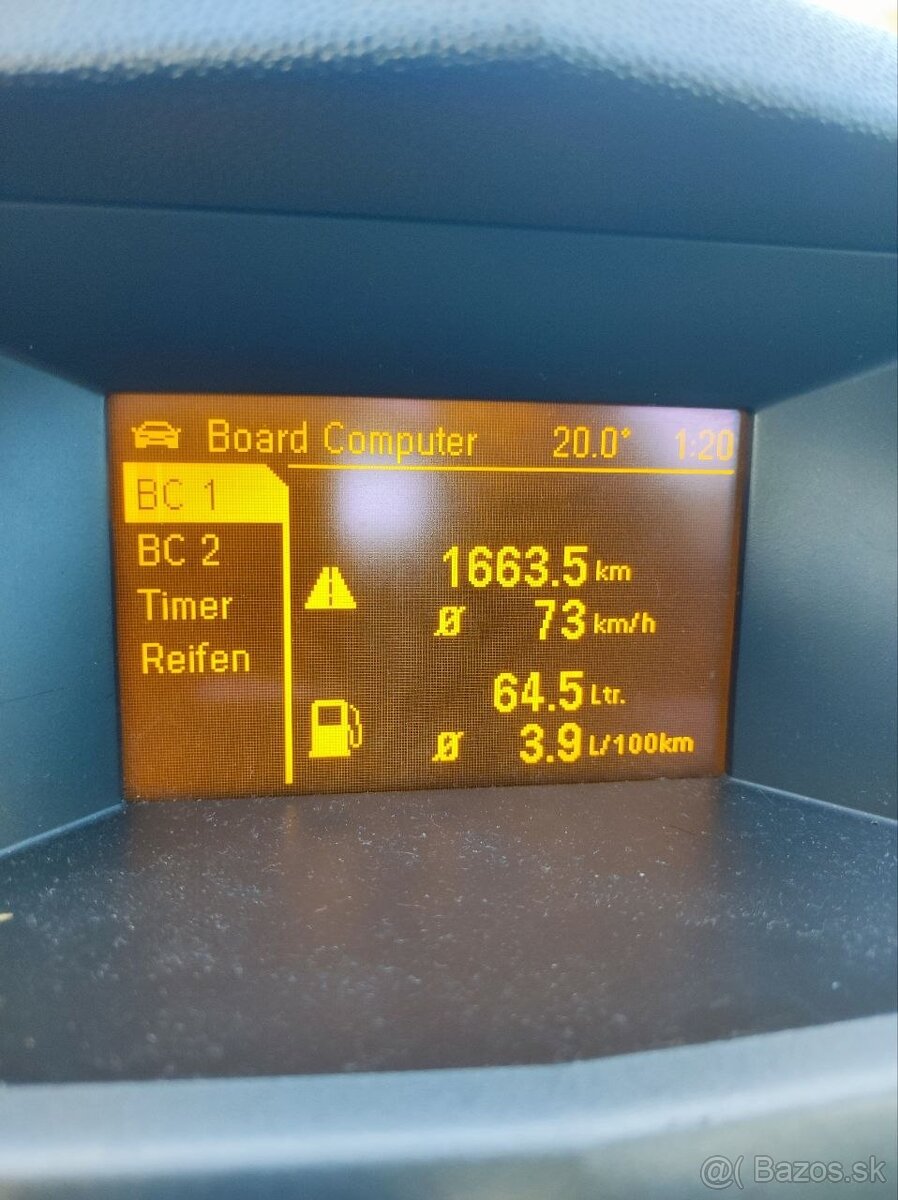 Board Computer 20.0° 1:20
BC 1
BC 2
Timer
Reifen
1663.5 km
Ø 73 km/h
64.5 Ltr.
Ø 3.9 L/100km
@( Bazos.sk